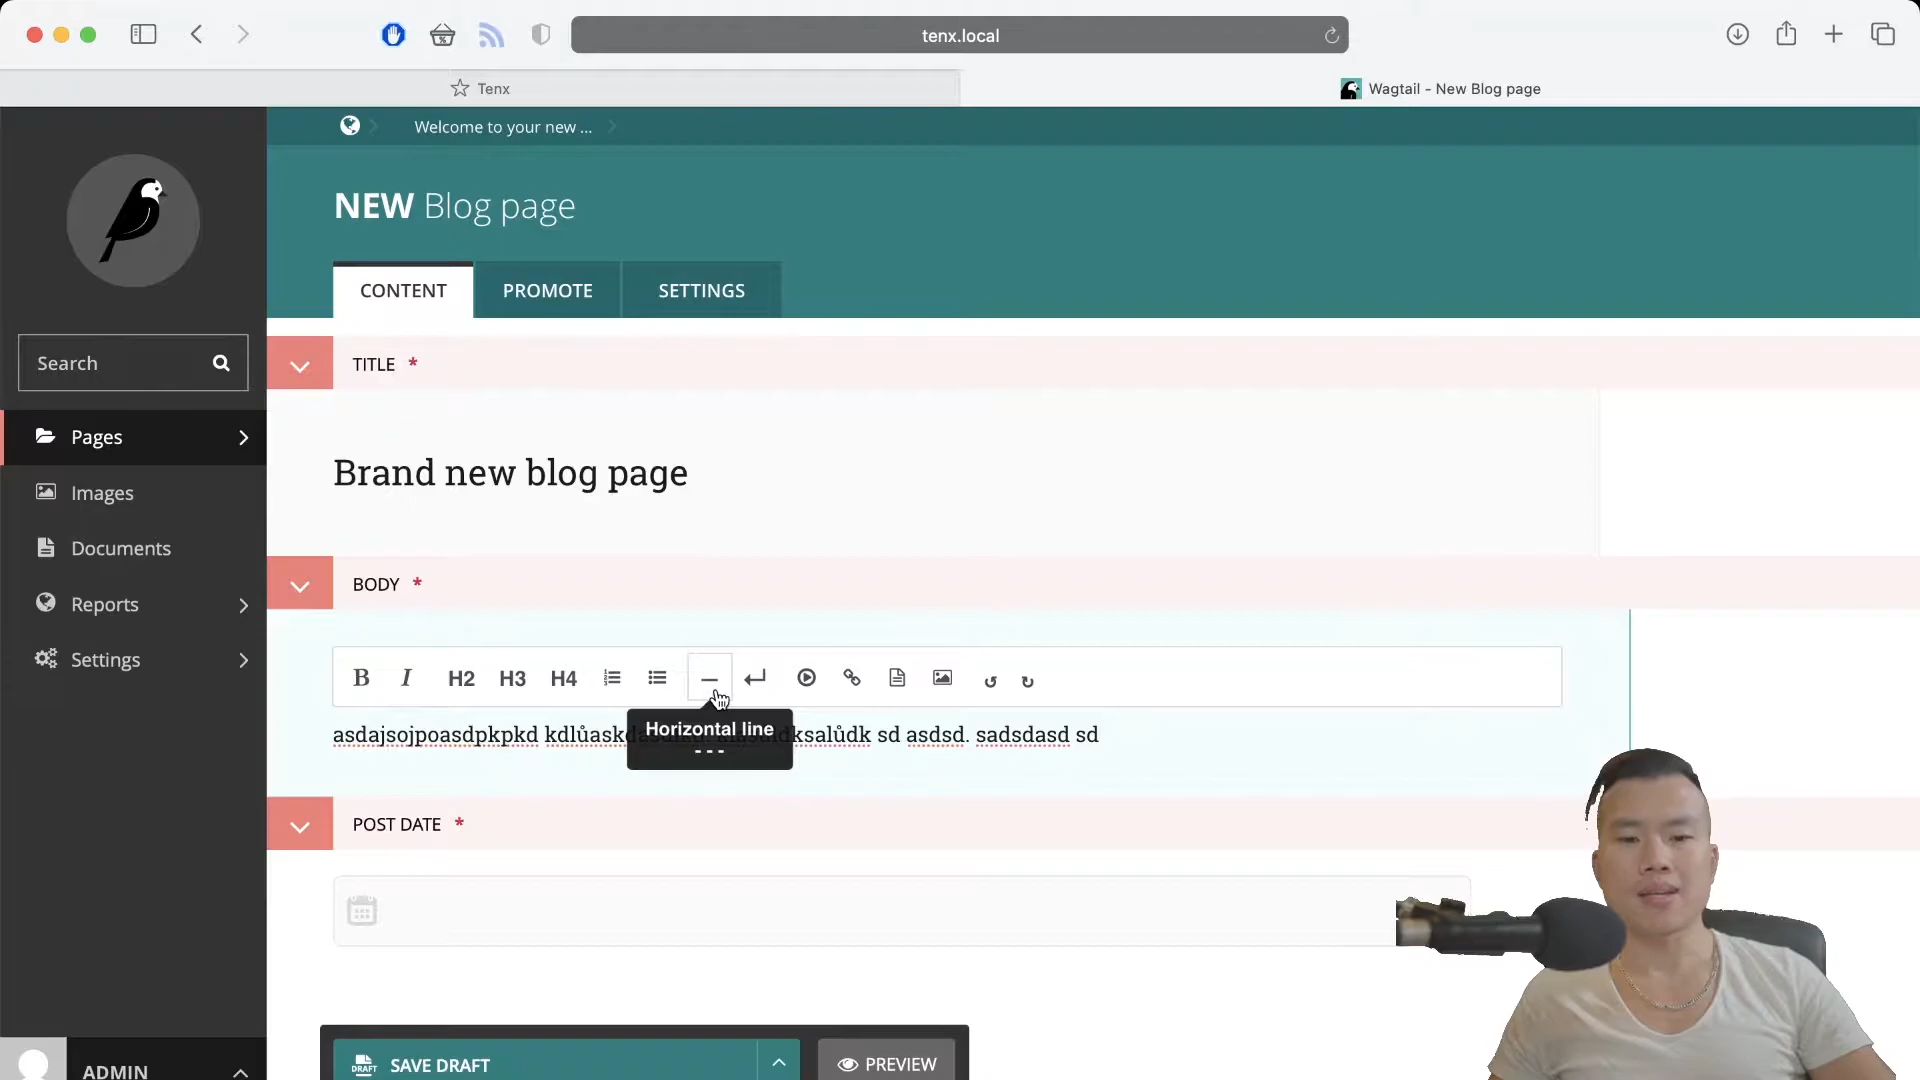 tenx.local
Tenx
Wagtail - New Blog page
Welcome to your new ...
NEW Blog page
CONTENT
PROMOTE
SETTINGS
Search
TITLE *
Pages
Brand new blog page
Images
Documents
BODY *
Reports
Settings
B I H2 H3 H4
Horizontal line
---
asdajsojpoasdpkpkd sd asdsd. sadsdasd sd
POST DATE *
DRAFT
SAVE DRAFT
PREVIEW
ADMIN